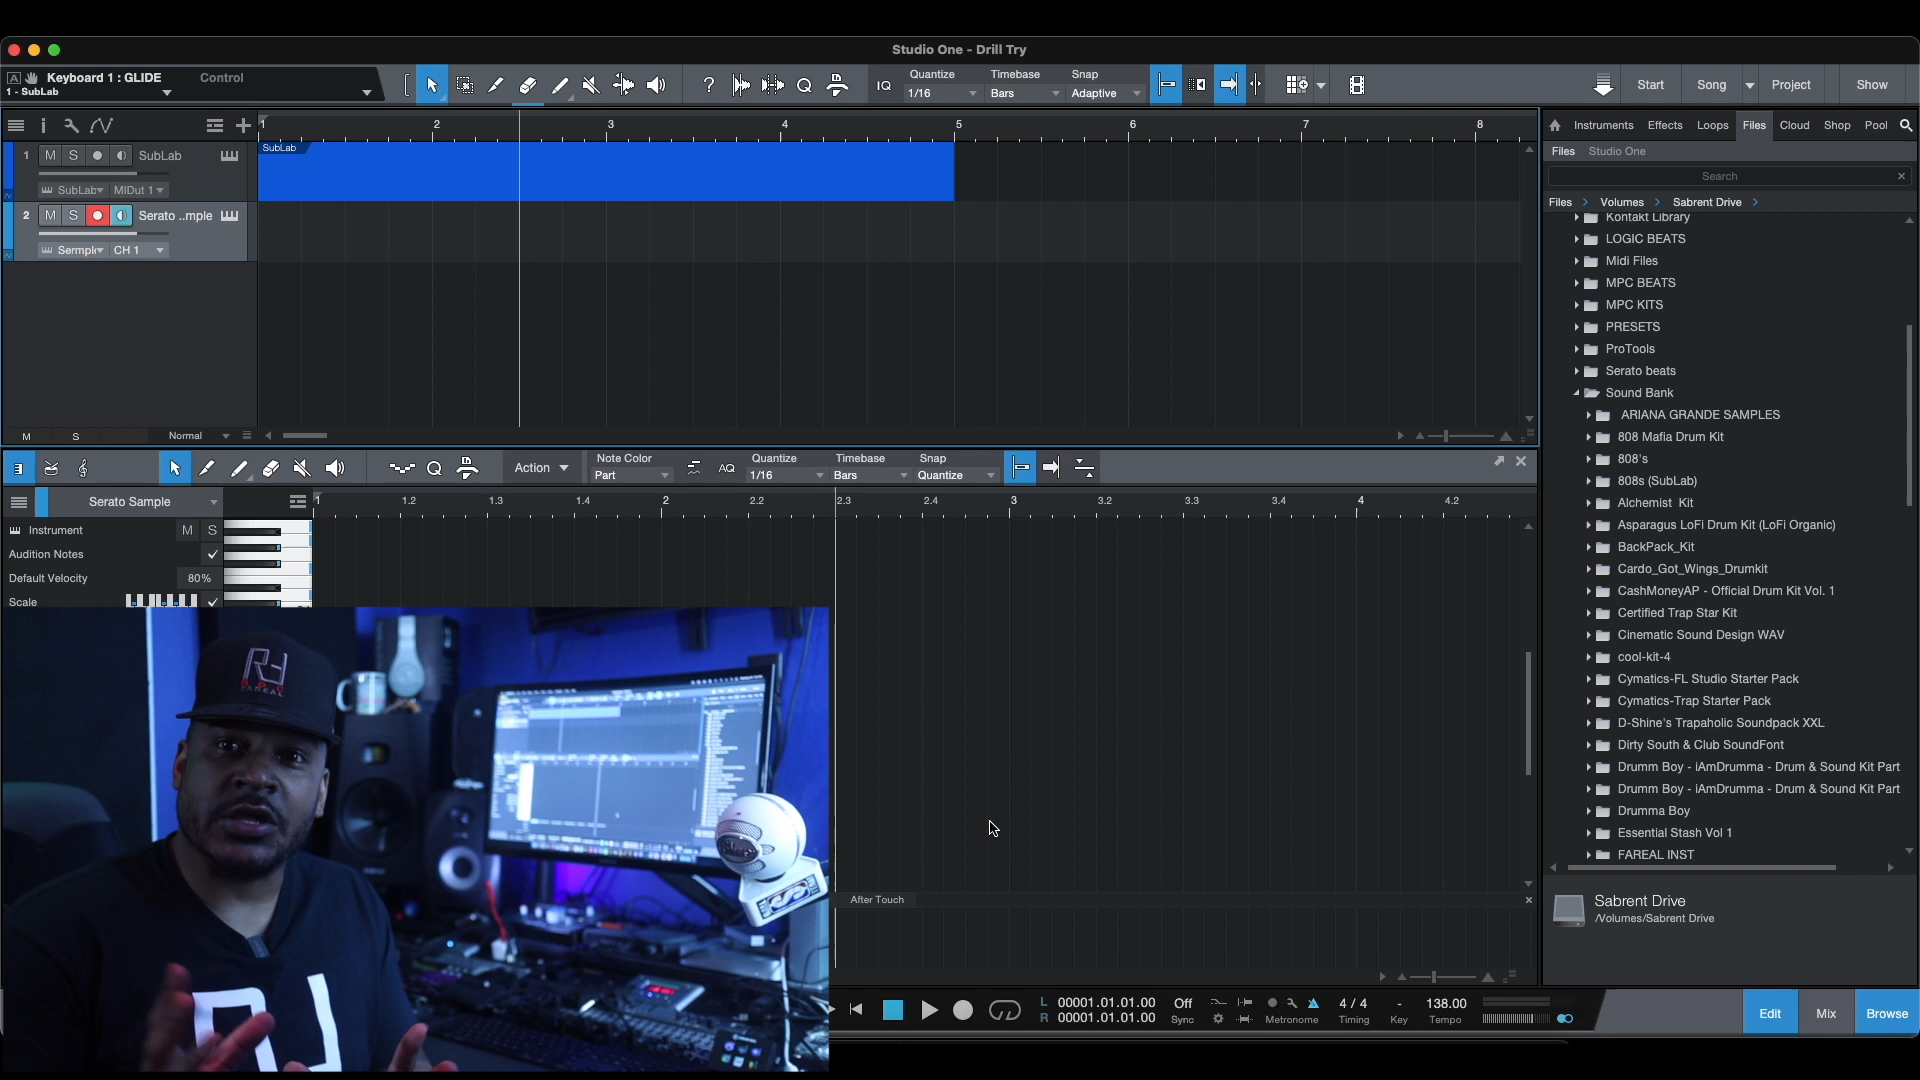 Studio One - Drill Try
A Keyboard 1 : GLIDE Control
1 - SubLab
IQ Quantize Timebase Snap
1/16 Bars Adaptive
Start Song Project Show
1 2 3 4 5 6 7 8
1 M S SubLab
SubLab MIDut 1
SubLab
2 M S Serato ..mple
Sermple CH 1
M S Normal
Instruments Effects Loops Files Cloud Shop Pool
Files Studio One
Search
Files Volumes Sabrent Drive
Kontakt Library
LOGIC BEATS
Midi Files
MPC BEATS
MPC KITS
PRESETS
ProTools
Serato beats
Sound Bank
ARIANA GRANDE SAMPLES
808 Mafia Drum Kit
808's
808s (SubLab)
Alchemist Kit
Asparagus LoFi Drum Kit (LoFi Organic)
BackPack_Kit
Cardo_Got_Wings_Drumkit
CashMoneyAP - Official Drum Kit Vol. 1
Certified Trap Star Kit
Cinematic Sound Design WAV
cool-kit-4
Cymatics-FL Studio Starter Pack
Cymatics-Trap Starter Pack
D-Shine's Trapaholic Soundpack XXL
Dirty South & Club SoundFont
Drumm Boy - iAmDrumma - Drum & Sound Kit Part
Drumm Boy - iAmDrumma - Drum & Sound Kit Part
Drumma Boy
Essential Stash Vol 1
FAREAL INST
Sabrent Drive
/Volumes/Sabrent Drive
Action
Note Color
Part
AQ
Quantize Timebase Snap
1/16 Bars Quantize
Serato Sample
1 1.2 1.3 1.4 2 2.2 2.3 2.4 3 3.2 3.3 3.4 4 4.2
Instrument M S
Audition Notes
Default Velocity 80%
Scale
After Touch
L 00001.01.01.00
R 00001.01.01.00
Off
Sync
Metronome
4 / 4
Timing
-
Key
138.00
Tempo
Edit Mix Browse